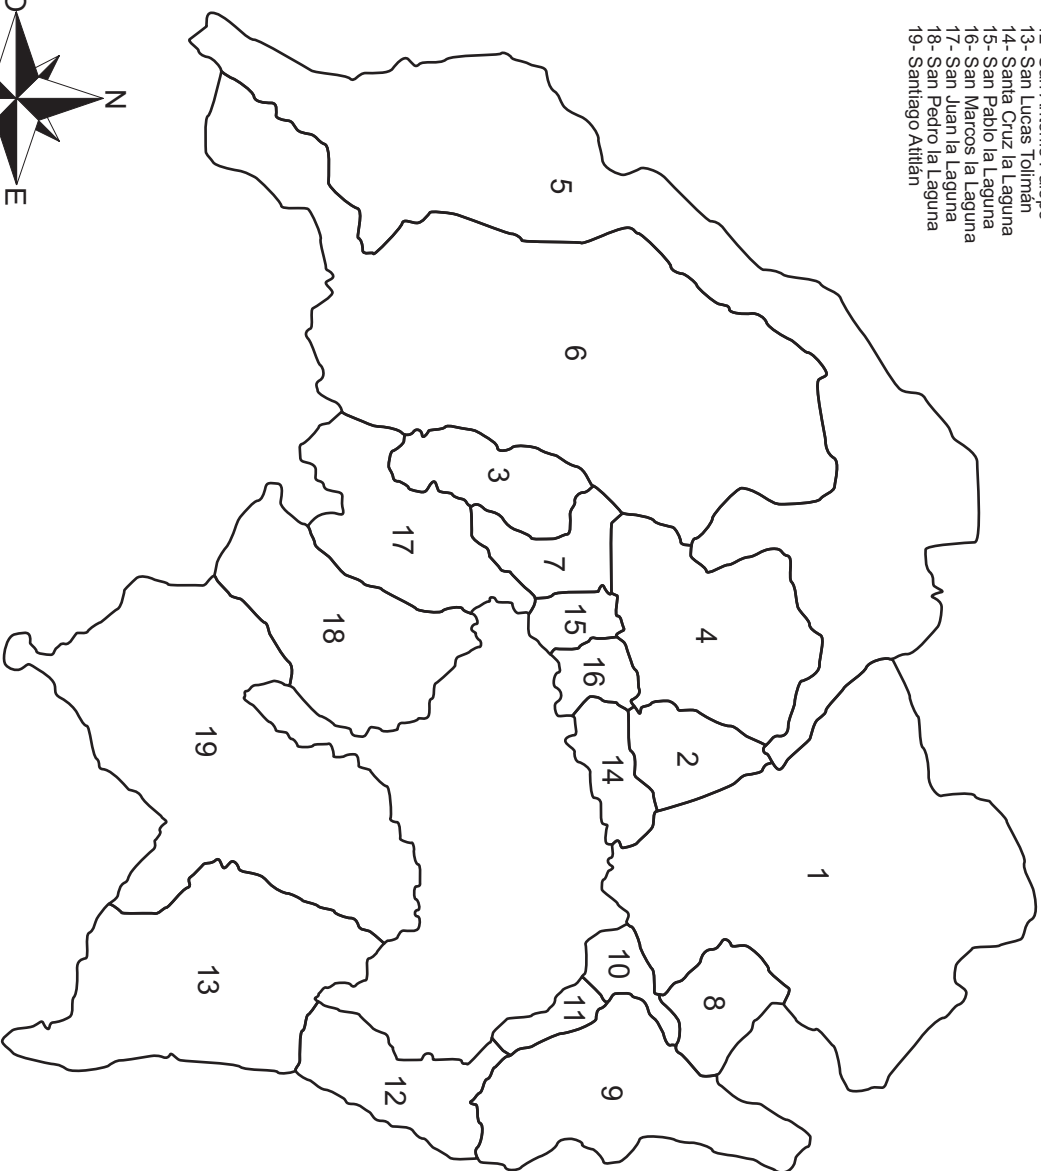 13- San Lucas Tolimán
14- Santa Cruz la Laguna
15- San Pablo la Laguna
16- San Marcos la Laguna
17- San Juan la Laguna
18- San Pedro la Laguna
19- Santiago Atitlán
N
E
5
6
3
17
7
4
15
18
16
2
19
14
1
10
8
13
11
12
9